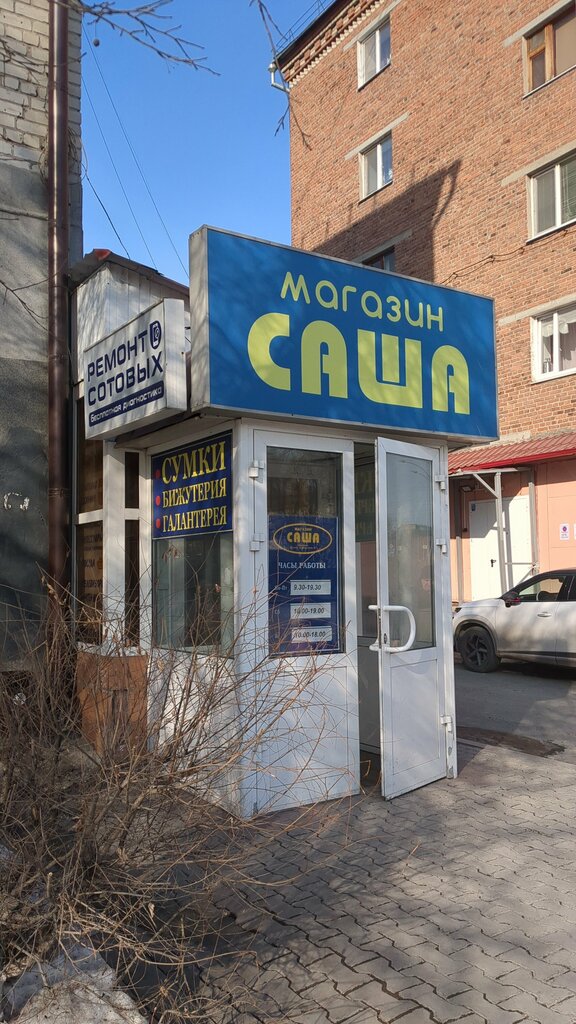 магазин
САША
РЕМОНТ
СОТОВЫХ
бесплатная диагностика
СУМКИ
БИЖУТЕРИЯ
ГАЛАНТЕРЕЯ
МАГАЗИН
САША
ЧАСЫ РАБОТЫ
9.30-19.30
10.00-19.00
10.00-18.00